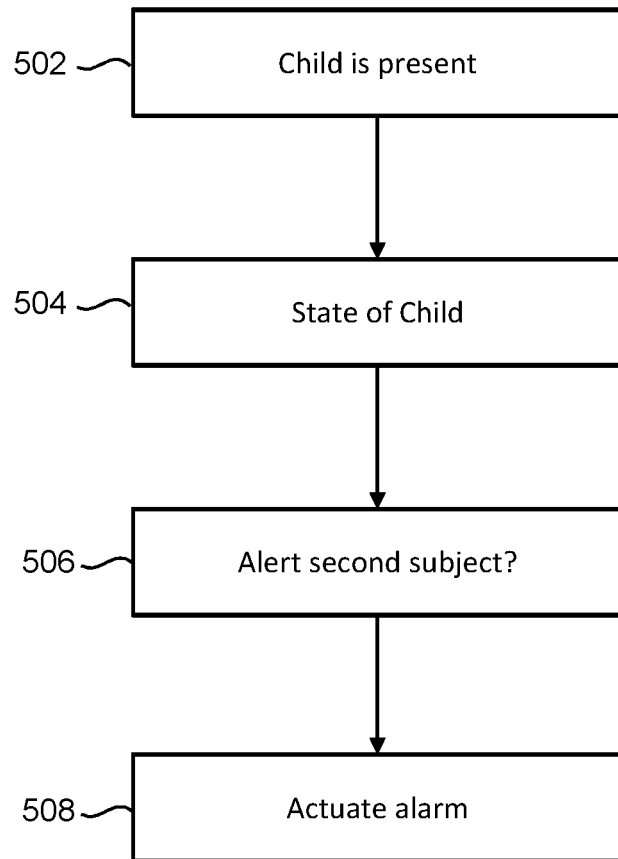 502 Child is present
504 State of Child
506 Alert second subject?
508 Actuate alarm